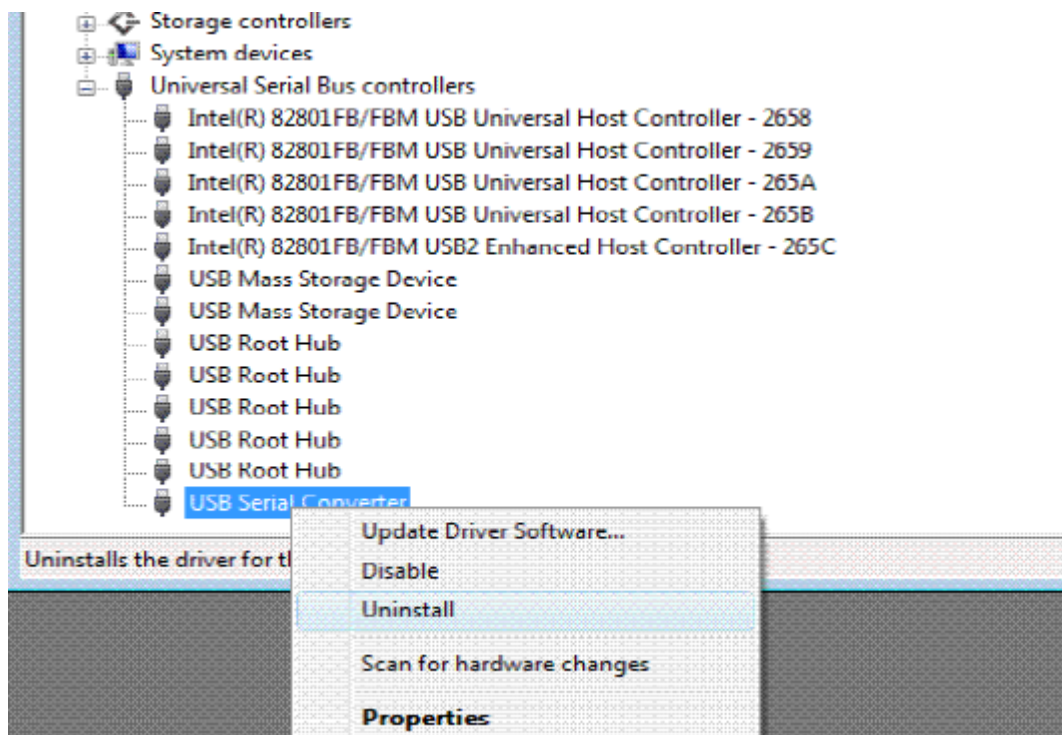 Storage controllers
System devices
Universal Serial Bus controllers
Intel(R) 82801FB/FBM USB Universal Host Controller - 2658
Intel(R) 82801FB/FBM USB Universal Host Controller - 2659
Intel(R) 82801FB/FBM USB Universal Host Controller - 265A
Intel(R) 82801FB/FBM USB Universal Host Controller - 265B
Intel(R) 82801FB/FBM USB2 Enhanced Host Controller - 265C
USB Mass Storage Device
USB Mass Storage Device
USB Root Hub
USB Root Hub
USB Root Hub
USB Root Hub
USB Root Hub
USB Serial Converter
Update Driver Software...
Uninstalls the driver for
Disable
Uninstall
Scan for hardware changes
Properties